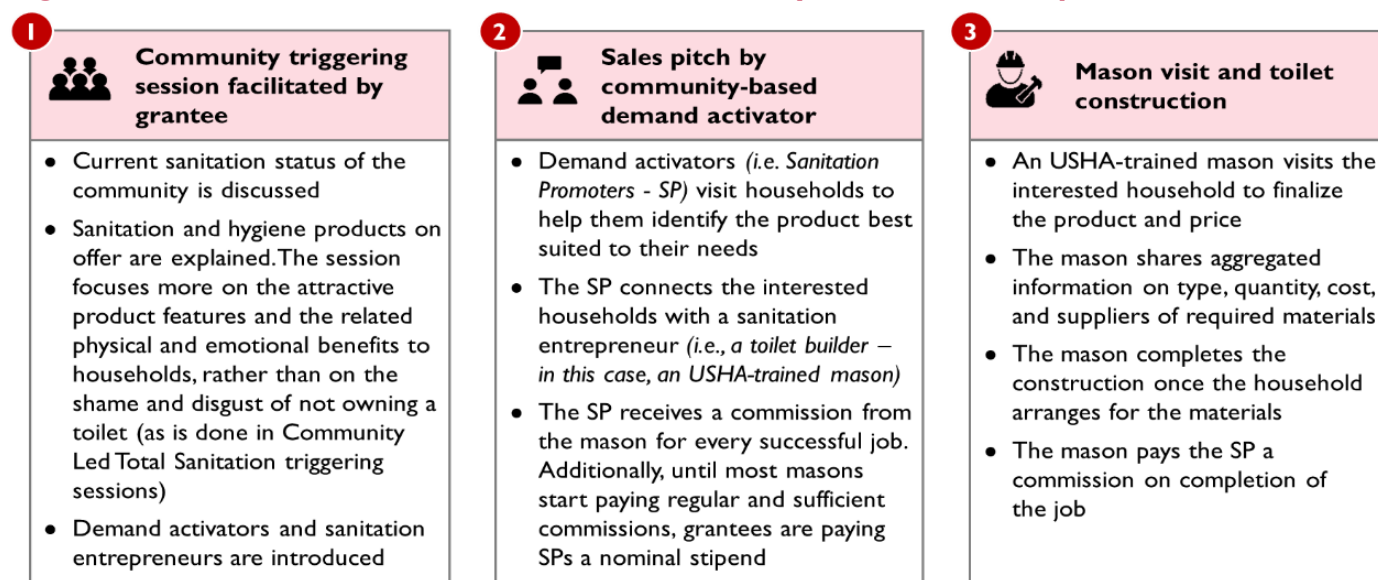 1
Community triggering
session facilitated by
grantee
• Current sanitation status of the
community is discussed
• Sanitation and hygiene products on
offer are explained. The session
focuses more on the attractive
product features and the related
physical and emotional benefits to
households, rather than on the
shame and disgust of not owning a
toilet (as is done in Community
Led Total Sanitation triggering
sessions)
• Demand activators and sanitation
entrepreneurs are introduced
2
Sales pitch by
community-based
demand activator
• Demand activators (i.e. Sanitation
Promoters - SP) visit households to
help them identify the product best
suited to their needs
• The SP connects the interested
households with a sanitation
entrepreneur (i.e., a toilet builder –
in this case, an USHA-trained mason)
• The SP receives a commission from
the mason for every successful job.
Additionally, until most masons
start paying regular and sufficient
commissions, grantees are paying
SPs a nominal stipend
3
Mason visit and toilet
construction
• An USHA-trained mason visits the
interested household to finalize
the product and price
• The mason shares aggregated
information on type, quantity, cost,
and suppliers of required materials
• The mason completes the
construction once the household
arranges for the materials
• The mason pays the SP a
commission on completion of
the job